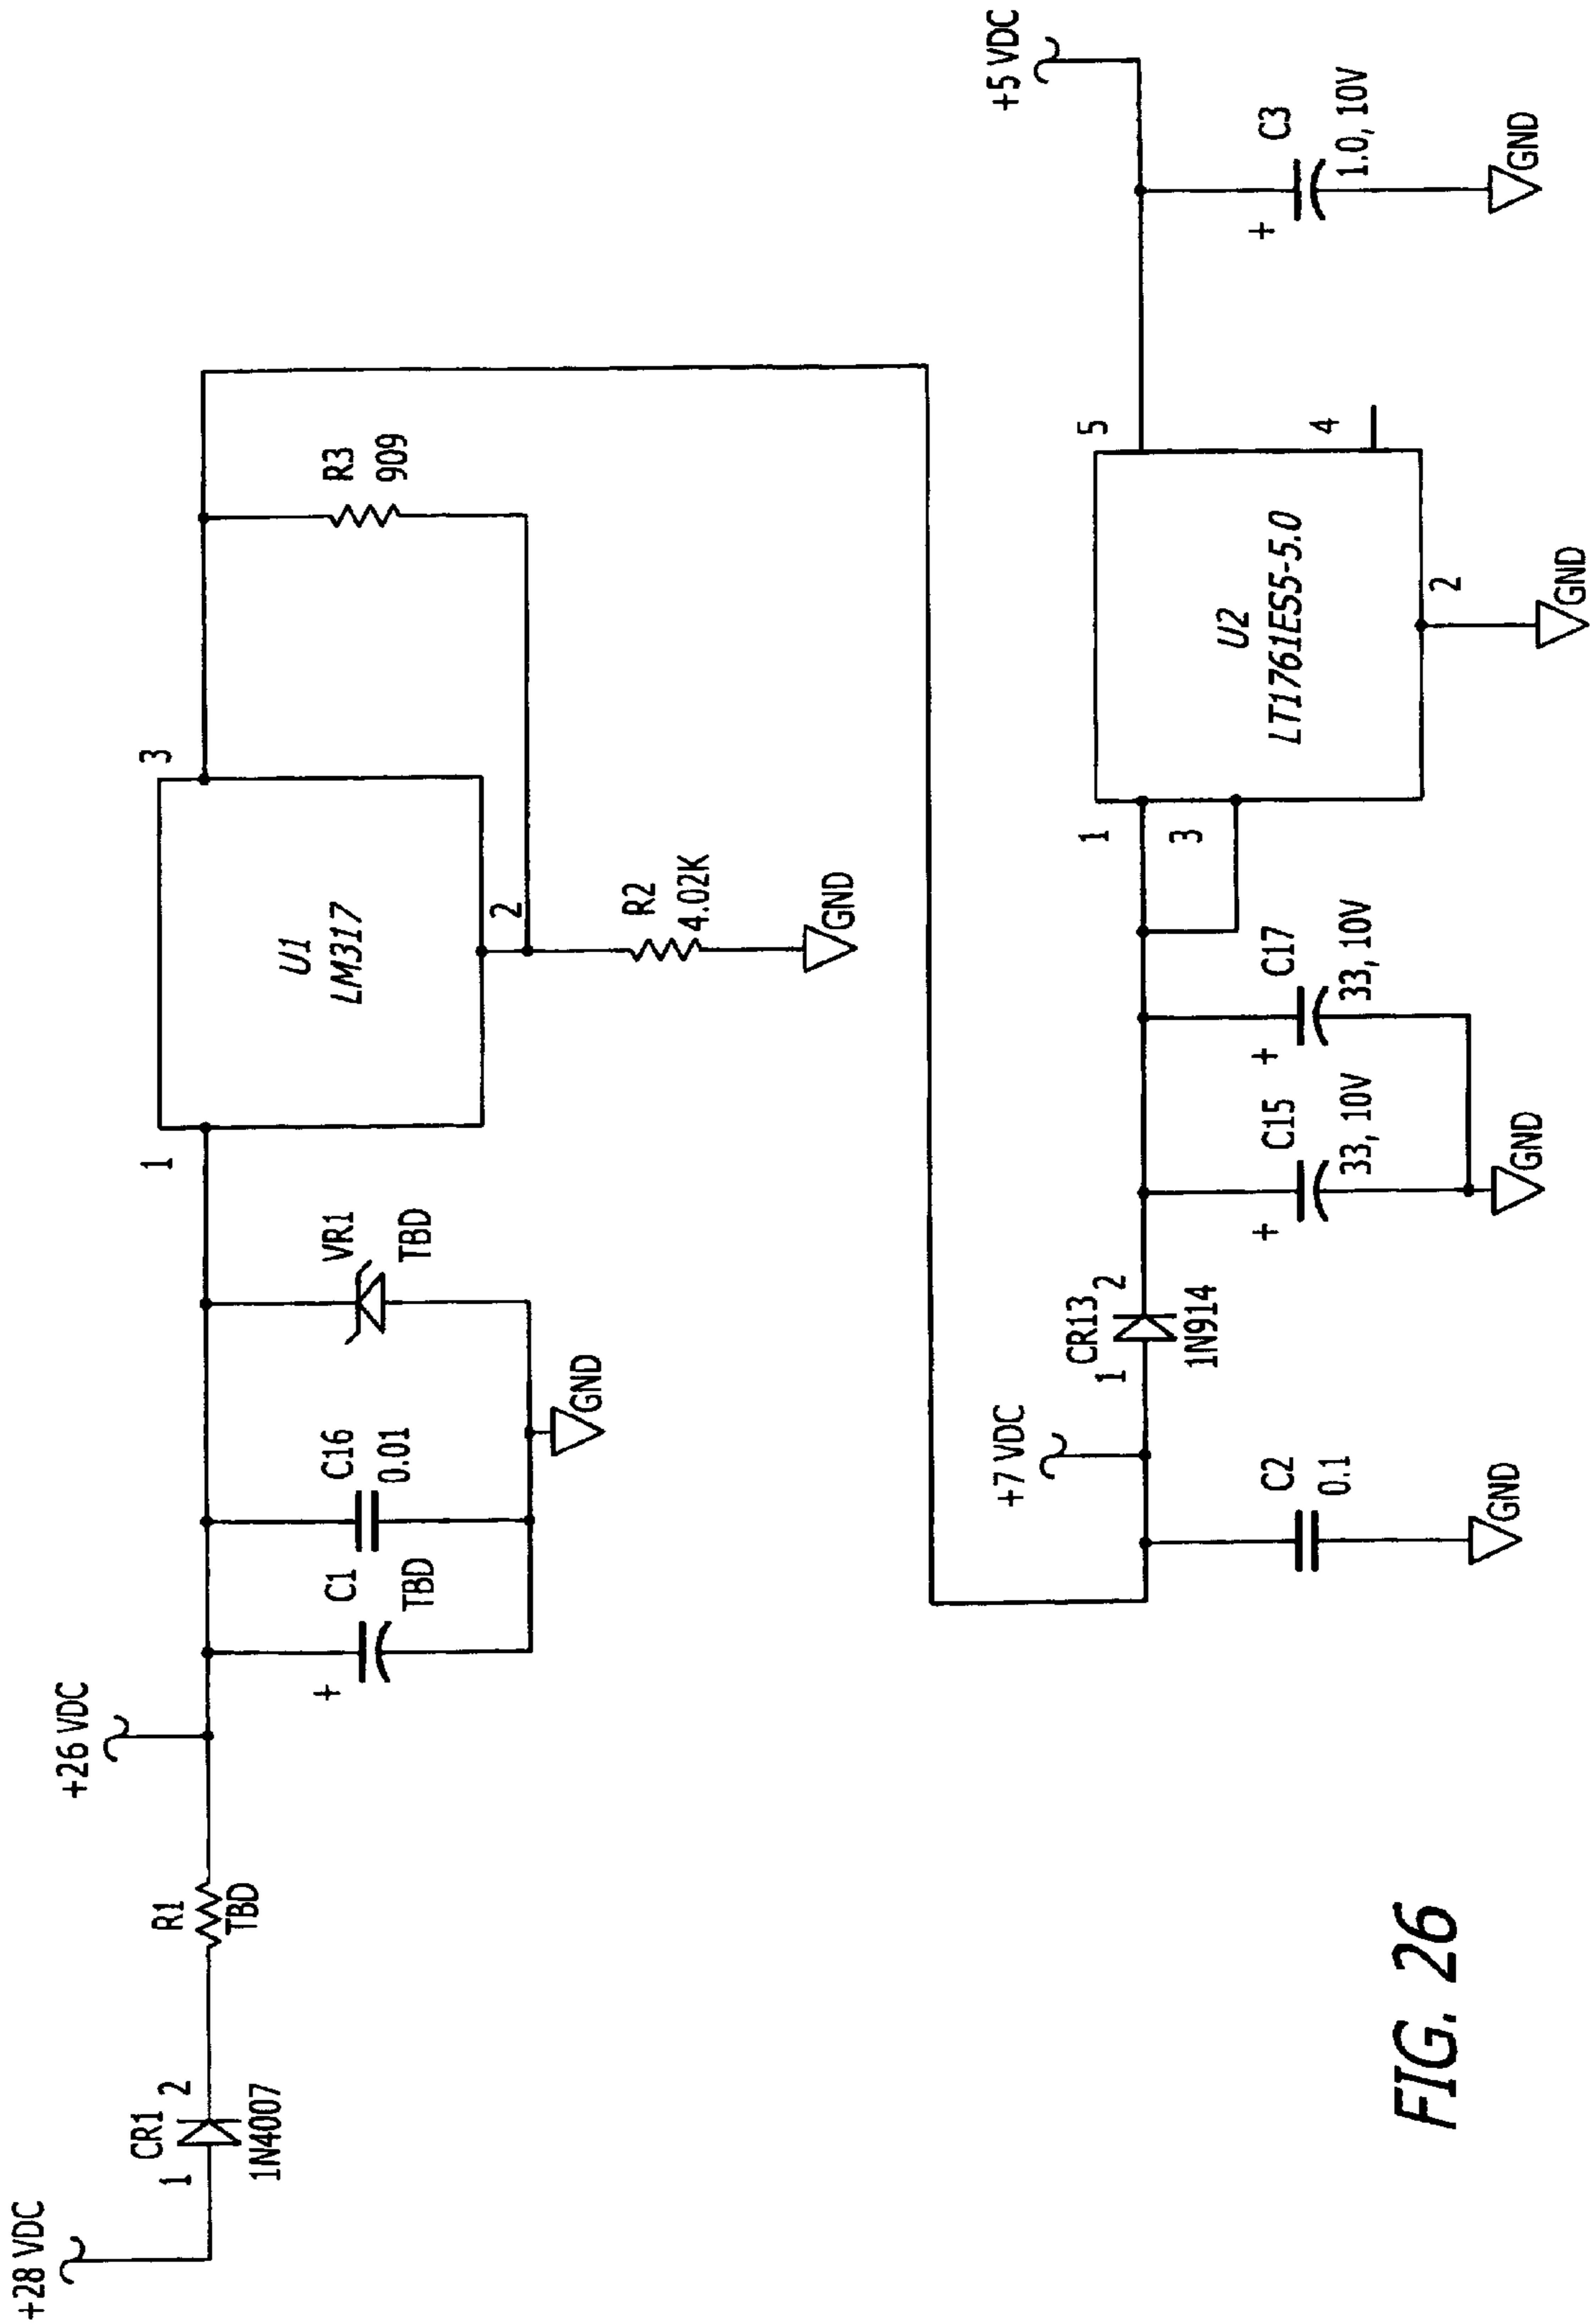 +28 VDC
1
CR1
2
1N4007
R1
TBD
+26 VDC
+
C1
TBD
C16
0.01
VR1
TBD
GND
1
U1
LM317
3
2
R2
4.02K
GND
R3
909
+7 VDC
C2
0.1
GND
1
CR13
2
1N914
+
C15
33, 10V
+
C17
33, 10V
GND
1
3
U2
LT1761ES5-5.0
5
4
2
GND
+5 VDC
+
C3
1.0, 10V
GND
FIG. 26